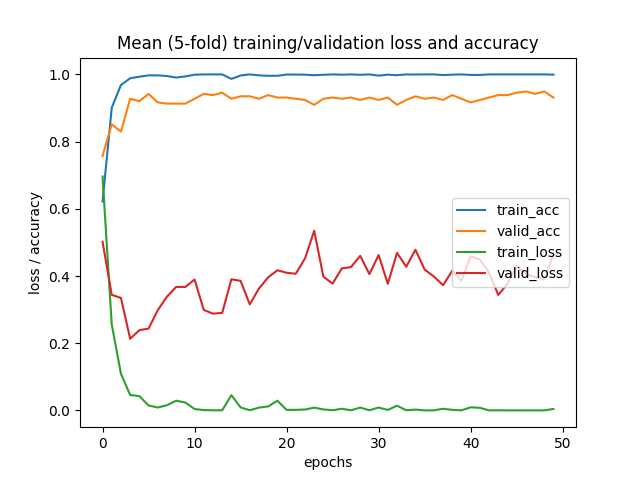 Mean (5-fold) training/validation loss and accuracy
1.0
0.8
0.6
0.4
0.2
0.0
loss / accuracy
train_acc
valid_acc
train_loss
valid_loss
0
10
20
30
40
50
epochs